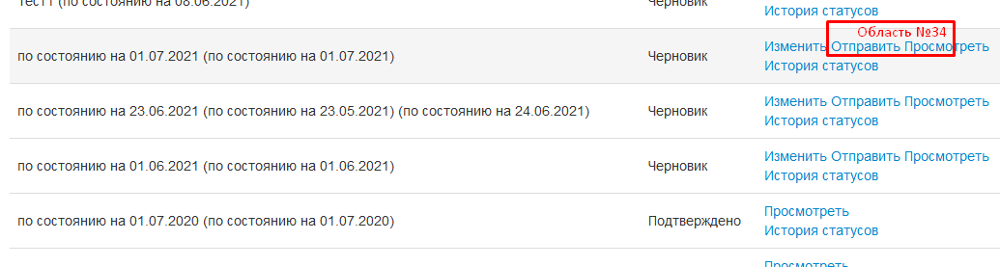 Тест1 (по состоянию на 08.06.2021) Черновик
История статусов
Область №34
по состоянию на 01.07.2021 (по состоянию на 01.07.2021) Черновик Изменить Отправить Просмотреть
История статусов
по состоянию на 23.06.2021 (по состоянию на 23.05.2021) (по состоянию на 24.06.2021) Черновик Изменить Отправить Просмотреть
История статусов
по состоянию на 01.06.2021 (по состоянию на 01.06.2021) Черновик Изменить Отправить Просмотреть
История статусов
по состоянию на 01.07.2020 (по состоянию на 01.07.2020) Подтверждено Просмотреть
История статусов
Просмотреть